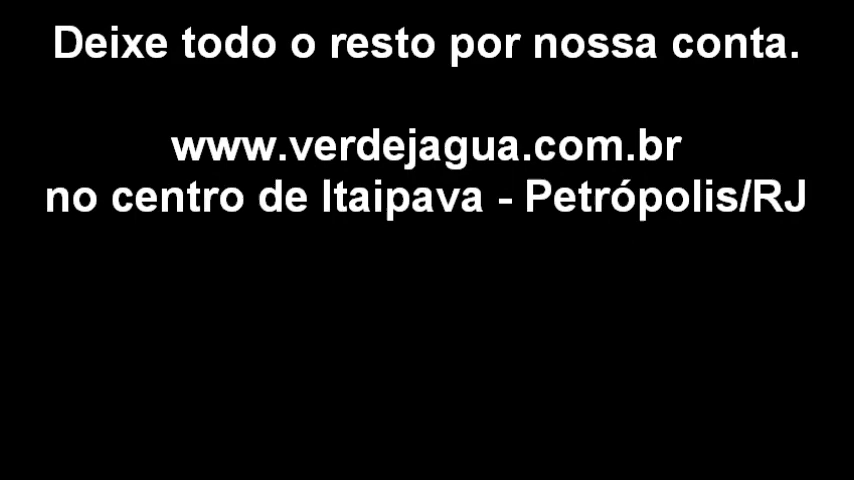 Deixe todo o resto por nossa conta.
www.verdejagua.com.br
no centro de Itaipava - Petrópolis/RJ